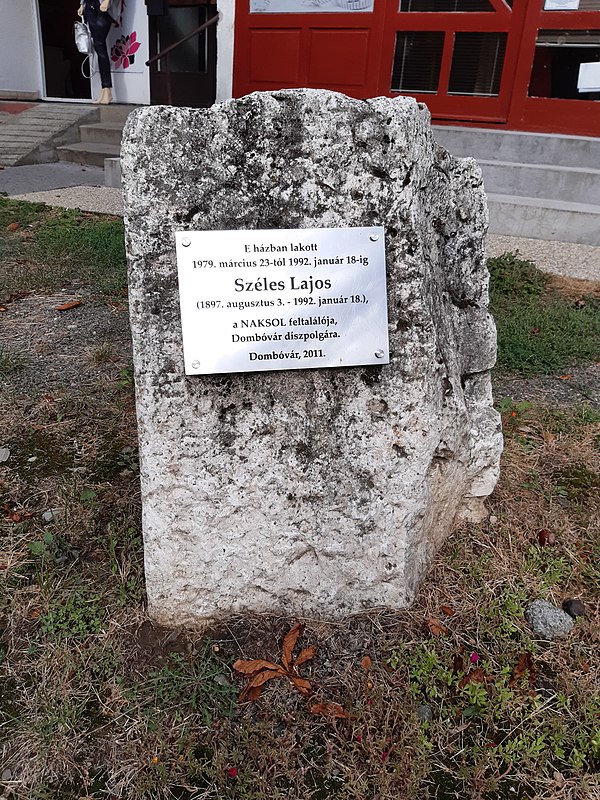 E házban lakott
1979. március 23-tól 1992. január 18-ig
Széles Lajos
(1897. augusztus 3. - 1992. január 18.),
a NAKSOL feltalálója,
Dombóvár díszpolgára.
Dombóvár, 2011.